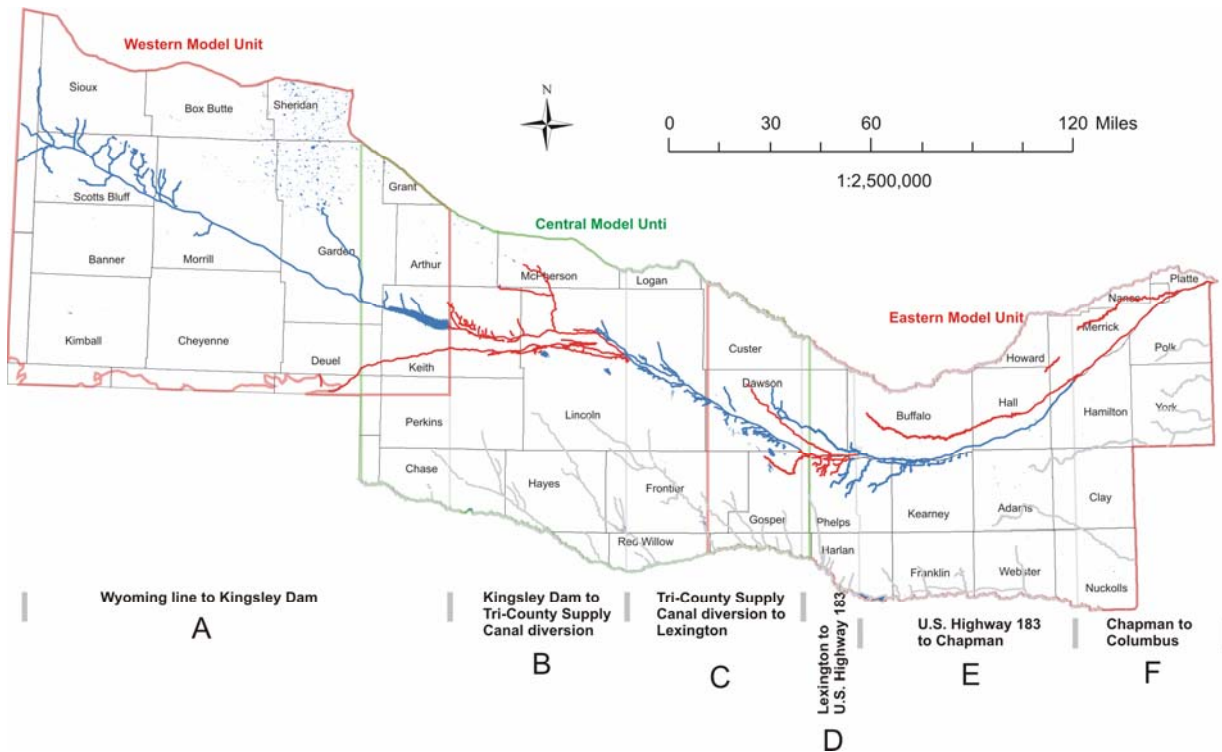 Western Model Unit
Sioux
Box Butte
Sheridan
N
0 30 60 120 Miles
1:2,500,000
Scotts Bluff
Grant
Central Model Unti
Banner
Morrill
Garden
Arthur
McPherson
Logan
Platte
Nance
Merrick
Eastern Model Unit
Kimball
Cheyenne
Deuel
Keith
Custer
Howard
Polk
Dawson
Perkins
Lincoln
Buffalo
Hall
Hamilton
York
Chase
Hayes
Frontier
Gosper
Phelps
Kearney
Adams
Clay
Red Willow
Harlan
Franklin
Webster
Nuckolls
Wyoming line to Kingsley Dam
A
Kingsley Dam to
Tri-County Supply
Canal diversion
B
Tri-County Supply
Canal diversion to
Lexington
C
Lexington to
U.S. Highway 183
D
U.S. Highway 183
to Chapman
E
Chapman to
Columbus
F